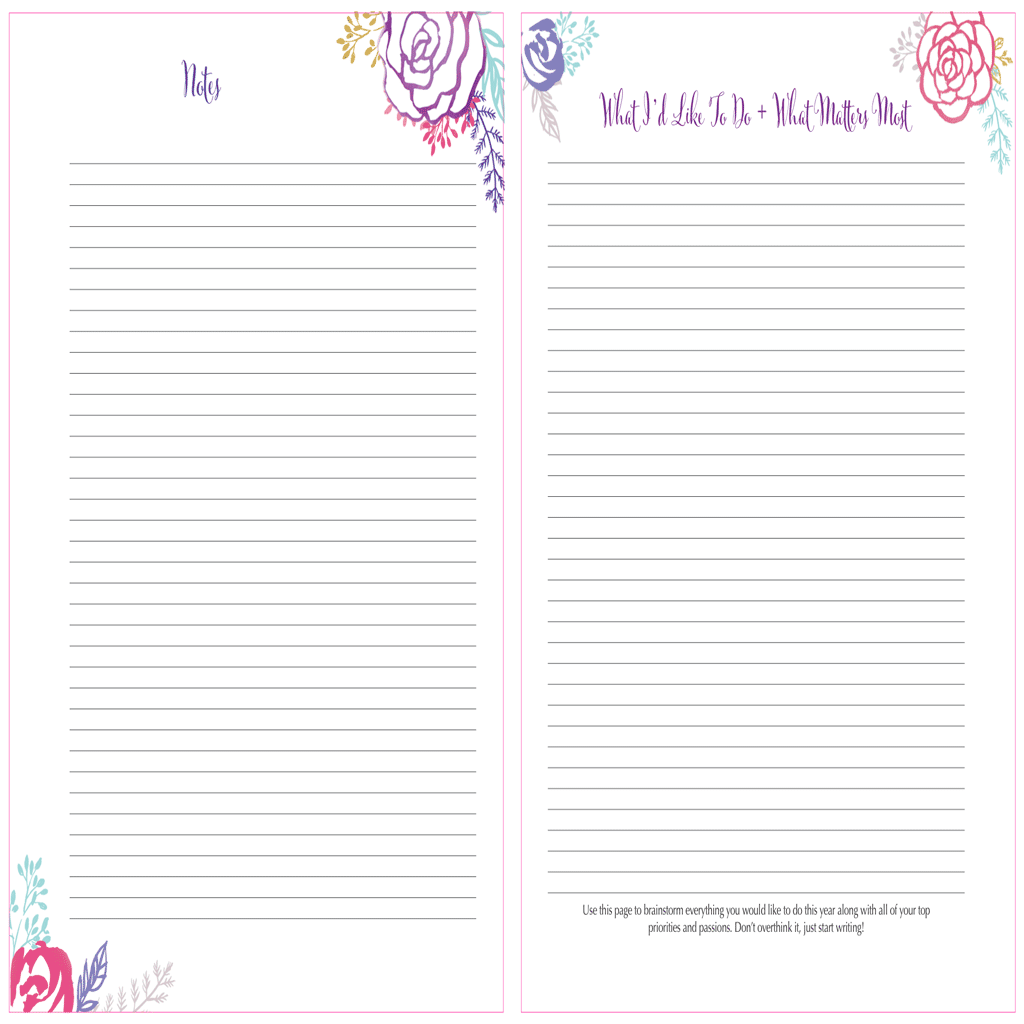 Notes
What I'd Like To Do + What Matters Most
Use this page to brainstorm everything you would like to do this year along with all of your top
priorities and passions. Don't overthink it, just start writing!